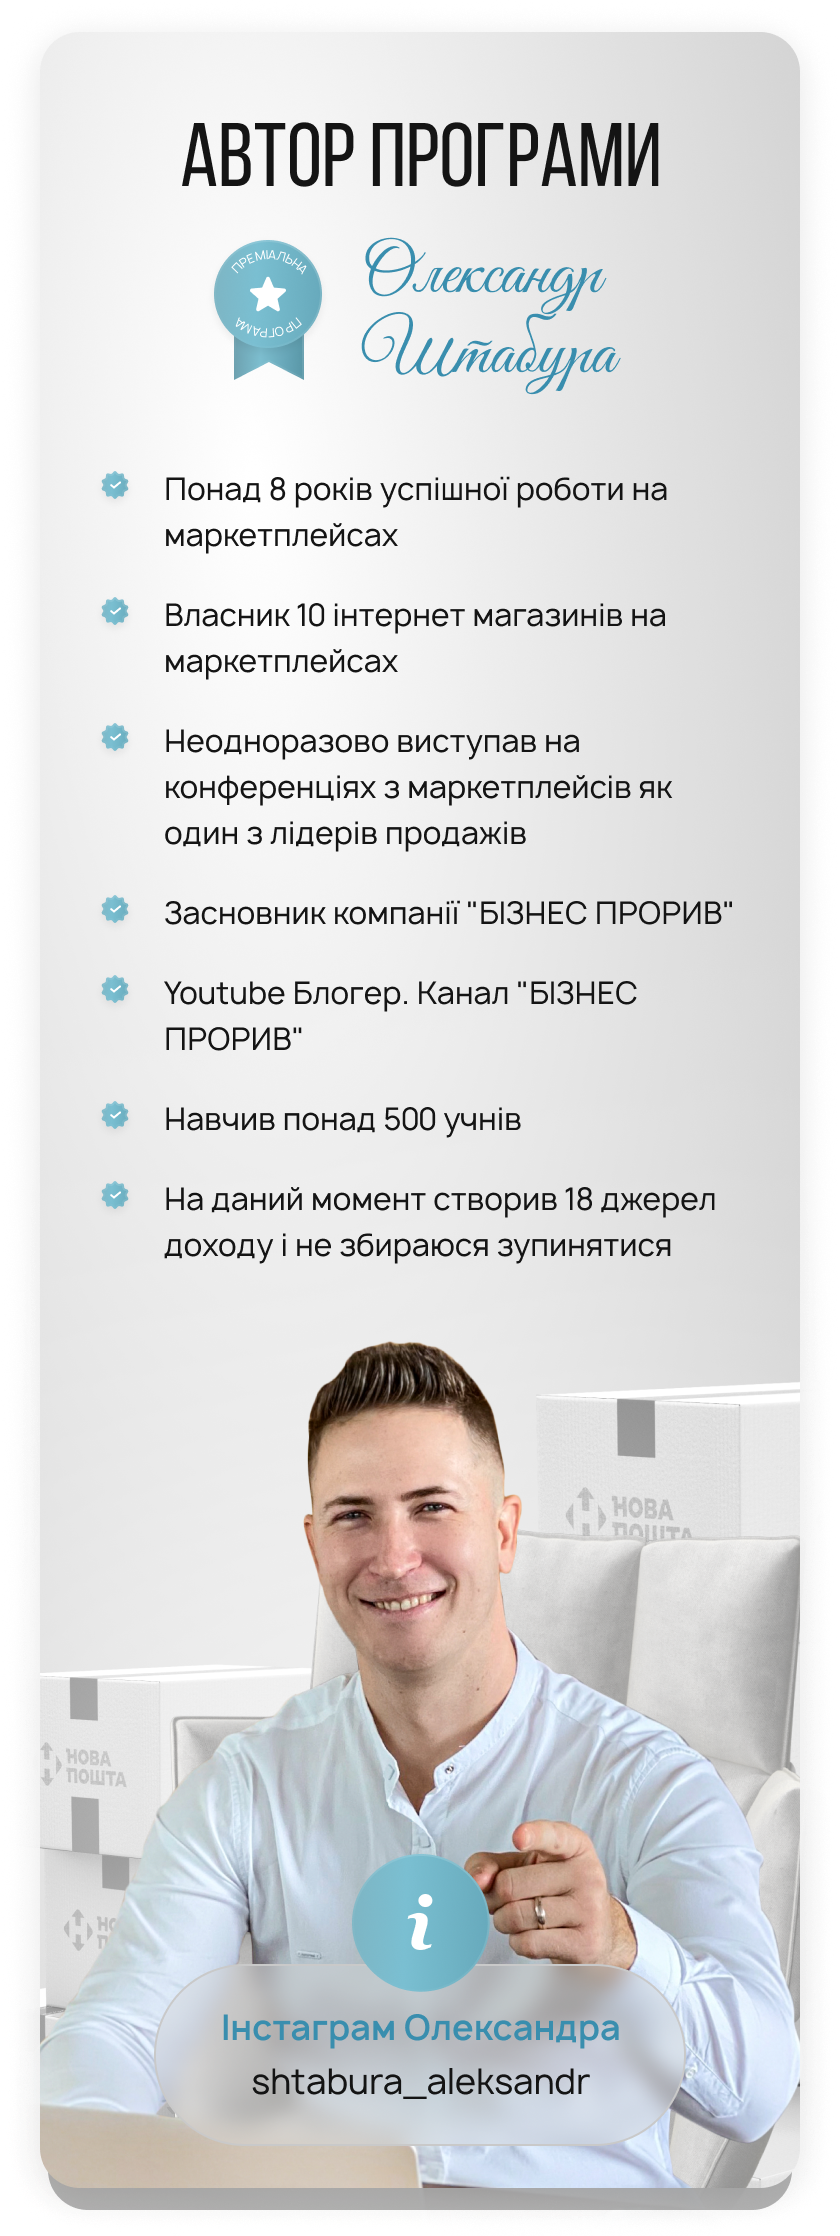 АВТОР ПРОГРАМИ
ПРЕМІАЛЬНА
ПРОГРАМА
Олександр
Штабура
Понад 8 років успішної роботи на
маркетплейсах
Власник 10 інтернет магазинів на
маркетплейсах
Неодноразово виступав на
конференціях з маркетплейсів як
один з лідерів продажів
Засновник компанії "БІЗНЕС ПРОРИВ"
Youtube Блогер. Канал "БІЗНЕС
ПРОРИВ"
Навчив понад 500 учнів
На даний момент створив 18 джерел
доходу і не збираюся зупинятися
НОВА
ПОШТА
НОВА
ПОШТА
i
Інстаграм Олександра
shtabura_aleksandr